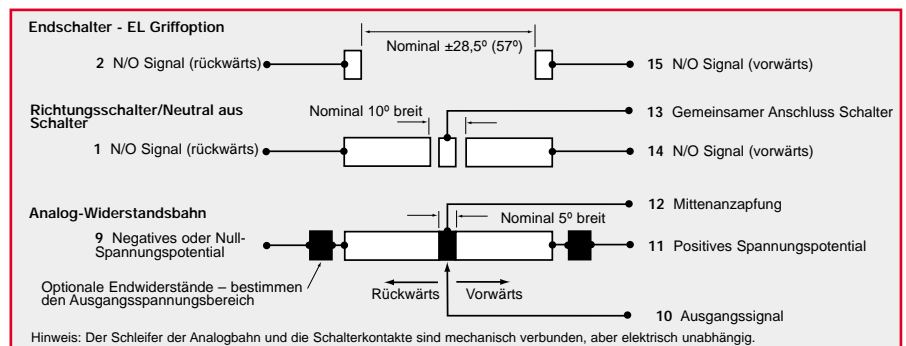 Endschalter - EL Griffoption
Nominal ±28,5º (57º)
2 N/O Signal (rückwärts)
15 N/O Signal (vorwärts)
Richtungsschalter/Neutral aus
Schalter
Nominal 10º breit
13 Gemeinsamer Anschluss Schalter
1 N/O Signal (rückwärts)
14 N/O Signal (vorwärts)
12 Mittenanzapfung
Analog-Widerstandsbahn
Nominal 5º breit
9 Negatives oder Null-
Spannungspotential
11 Positives Spannungspotential
Optionale Endwiderstände – bestimmen
den Ausgangsspannungsbereich
Rückwärts
Vorwärts
10 Ausgangssignal
Hinweis: Der Schleifer der Analogbahn und die Schalterkontakte sind mechanisch verbunden, aber elektrisch unabhängig.